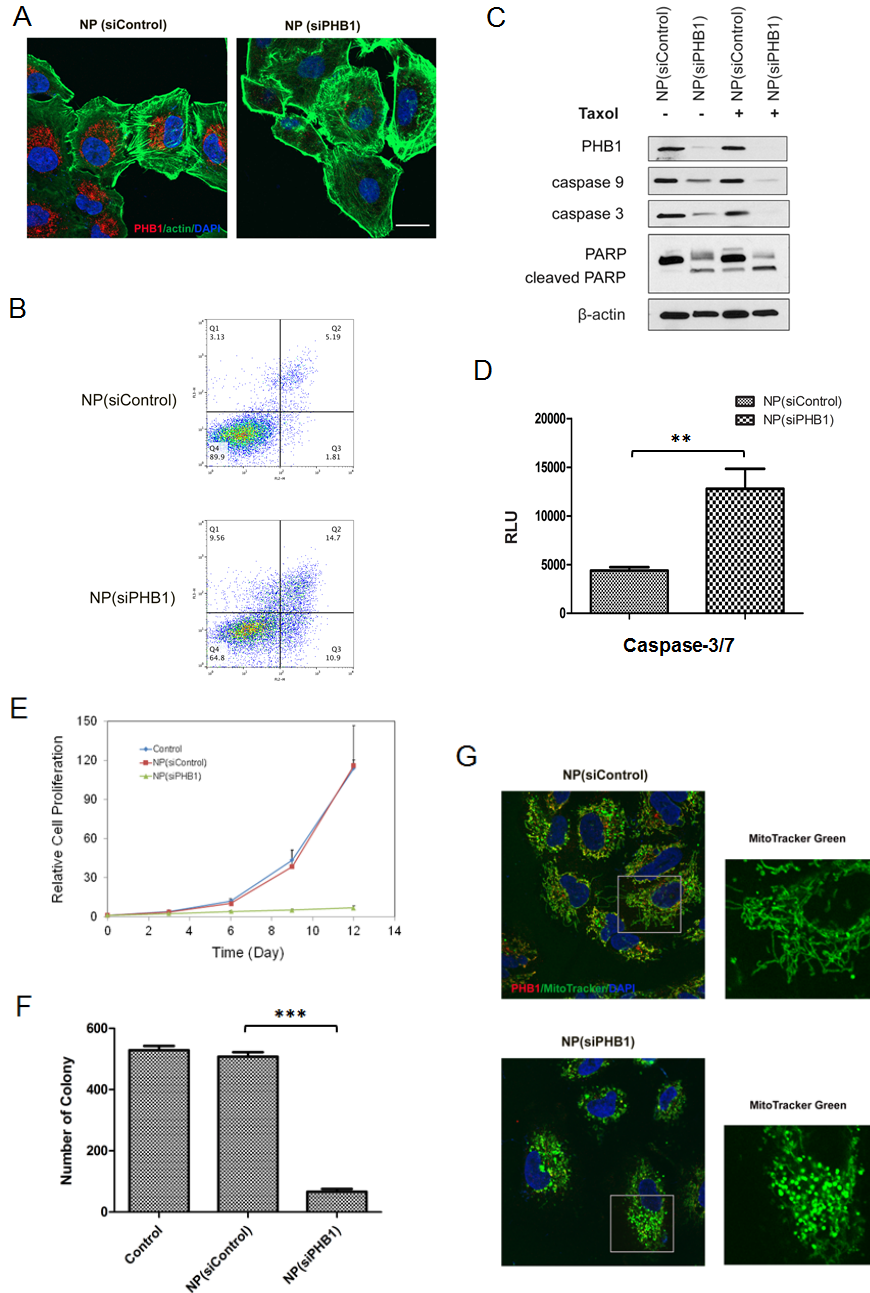 A
NP (siControl)
NP (siPHB1)
PHB1/actin/DAPI
B
NP(siControl)
Q1
3.13
Q2
5.19
Q4
89.9
Q3
1.81
FL2-H
NP(siPHB1)
Q1
9.56
Q2
14.7
Q4
64.8
Q3
10.9
FL2-H
C
NP(siControl)
NP(siPHB1)
NP(siControl)
NP(siPHB1)
Taxol - - + +
PHB1
caspase 9
caspase 3
PARP
cleaved PARP
β-actin
D
NP(siControl)
NP(siPHB1)
**
RLU
20000
15000
10000
5000
0
Caspase-3/7
E
Relative Cell Proliferation
150
120
90
60
30
0
Control
NP(siControl)
NP(siPHB1)
0 2 4 6 8 10 12 14
Time (Day)
F
***
Number of Colony
600
400
200
0
Control
NP(siControl)
NP(siPHB1)
G
NP(siControl)
MitoTracker Green
PHB1/MitoTracker/DAPI
NP(siPHB1)
MitoTracker Green